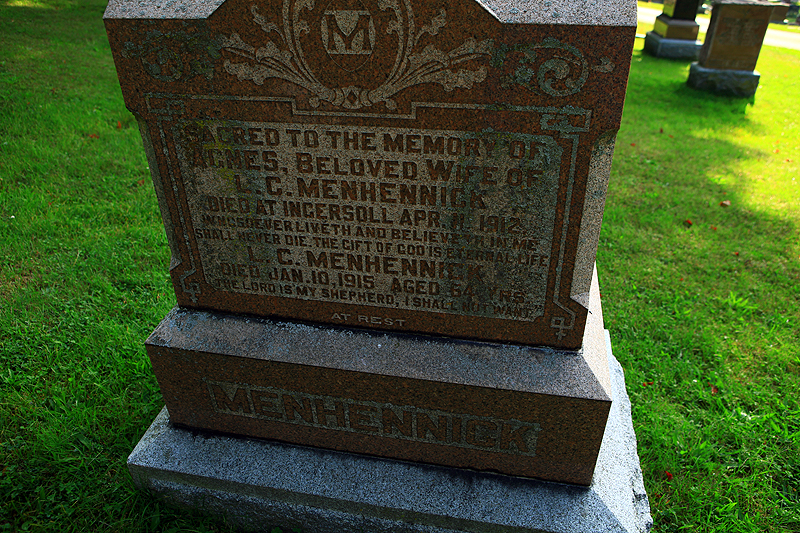 M
SACRED TO THE MEMORY OF
AGNES, BELOVED WIFE OF
L. C. MENHENNICK
DIED AT INGERSOLL APR. 1912.
WHOSOEVER LIVETH AND BELIEVETH IN ME
SHALL NEVER DIE. THE GIFT OF GOD IS ETERNAL LIFE
L. C. MENHENNICK
DIED JAN. 10, 1915 AGED 64 YRS.
THE LORD IS MY SHEPHERD, I SHALL NOT WANT.
AT REST
MENHENNICK